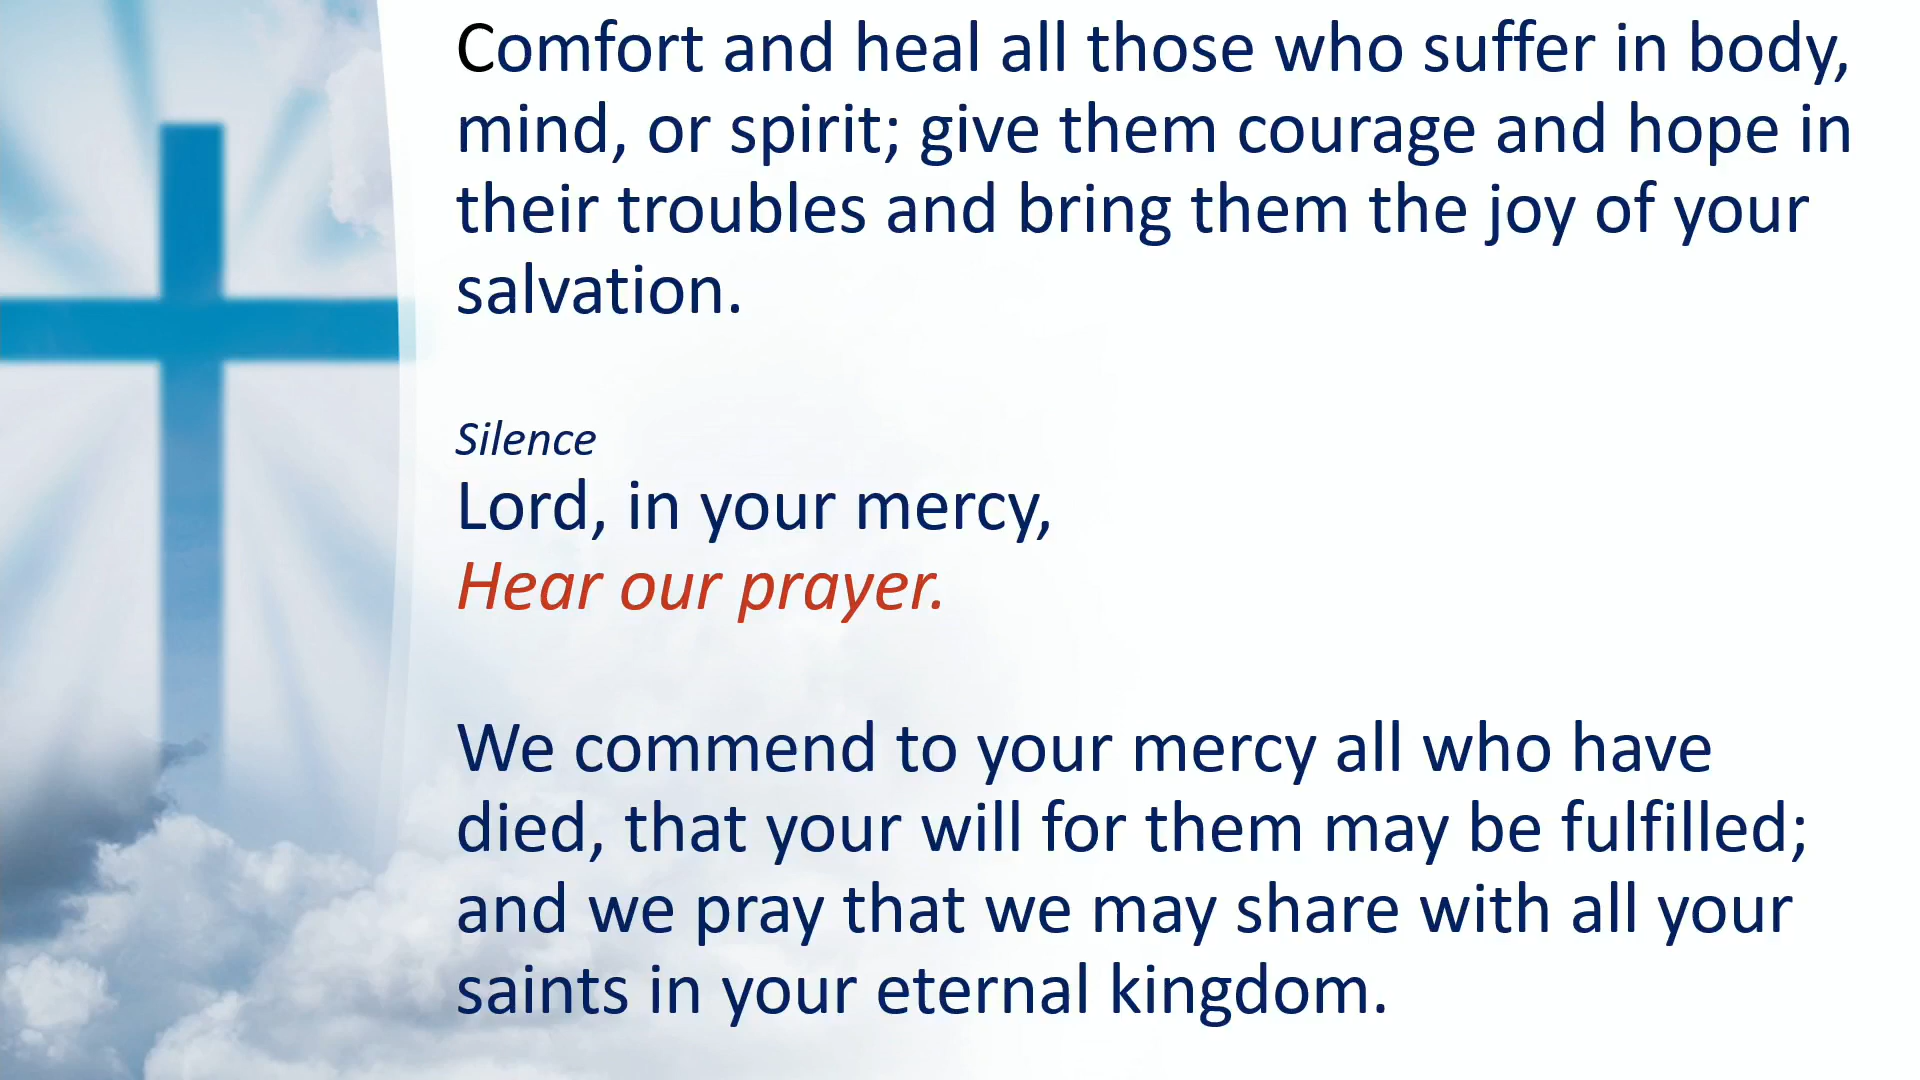 Comfort and heal all those who suffer in body,
mind, or spirit; give them courage and hope in
their troubles and bring them the joy of your
salvation.
Silence
Lord, in your mercy,
Hear our prayer.
We commend to your mercy all who have
died, that your will for them may be fulfilled;
and we pray that we may share with all your
saints in your eternal kingdom.